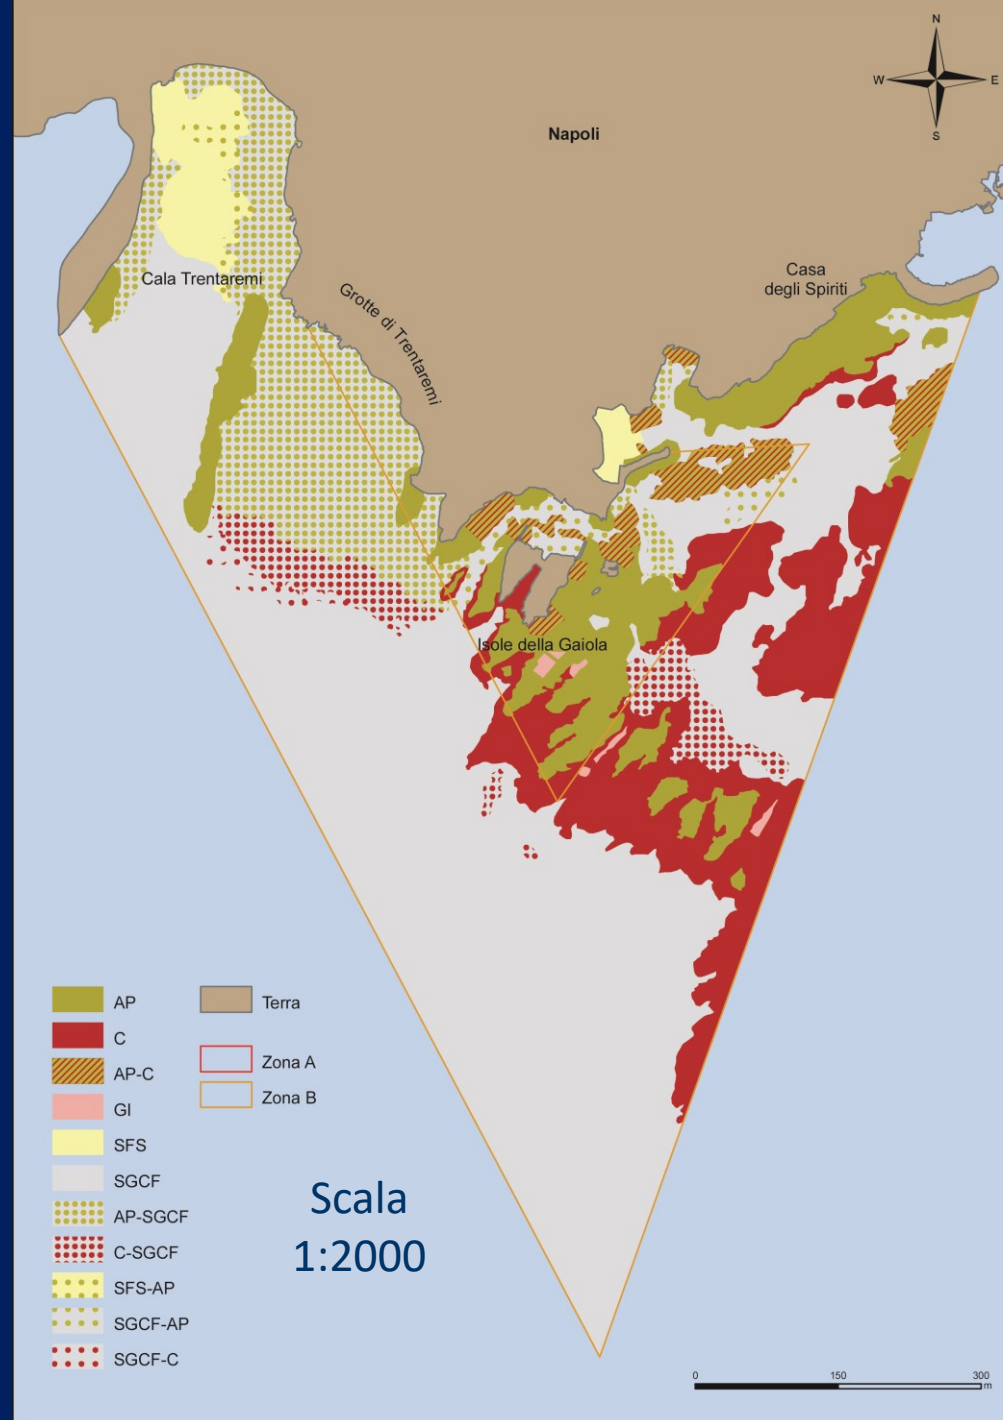 N
W E
S
Napoli
Cala Trentaremi
Grotte di Trentaremi
Casa
degli Spiriti
Isole della Gaiola
AP
C
AP-C
GI
SFS
SGCF
AP-SGCF
C-SGCF
SFS-AP
SGCF-AP
SGCF-C
Terra
Zona A
Zona B
Scala
1:2000
0 150 300
m